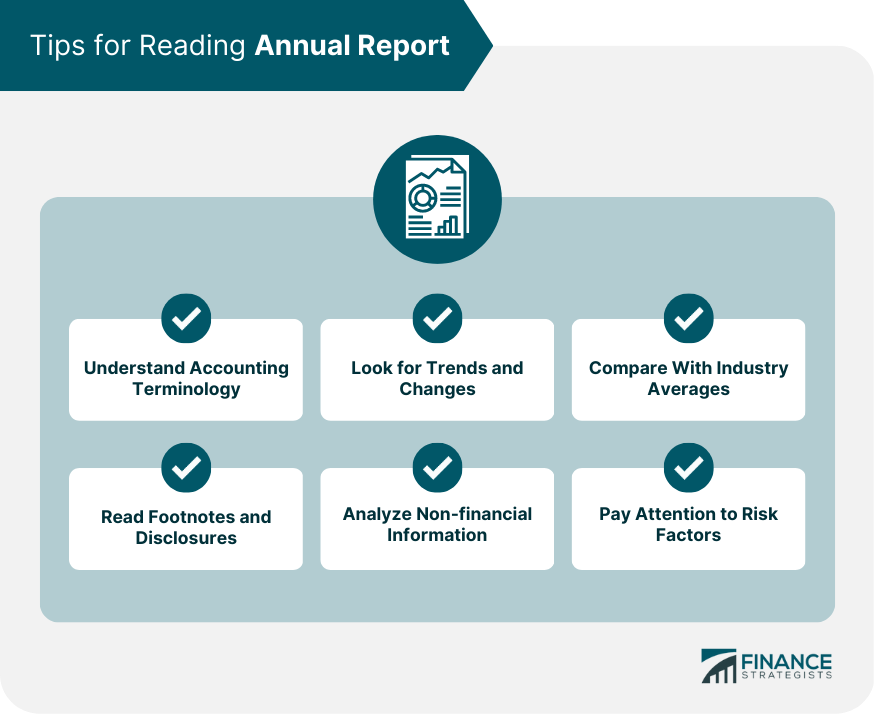 Tips for Reading Annual Report
Understand Accounting
Terminology
Look for Trends and
Changes
Compare With Industry
Averages
Read Footnotes and
Disclosures
Analyze Non-financial
Information
Pay Attention to Risk
Factors
FINANCE
STRATEGISTS